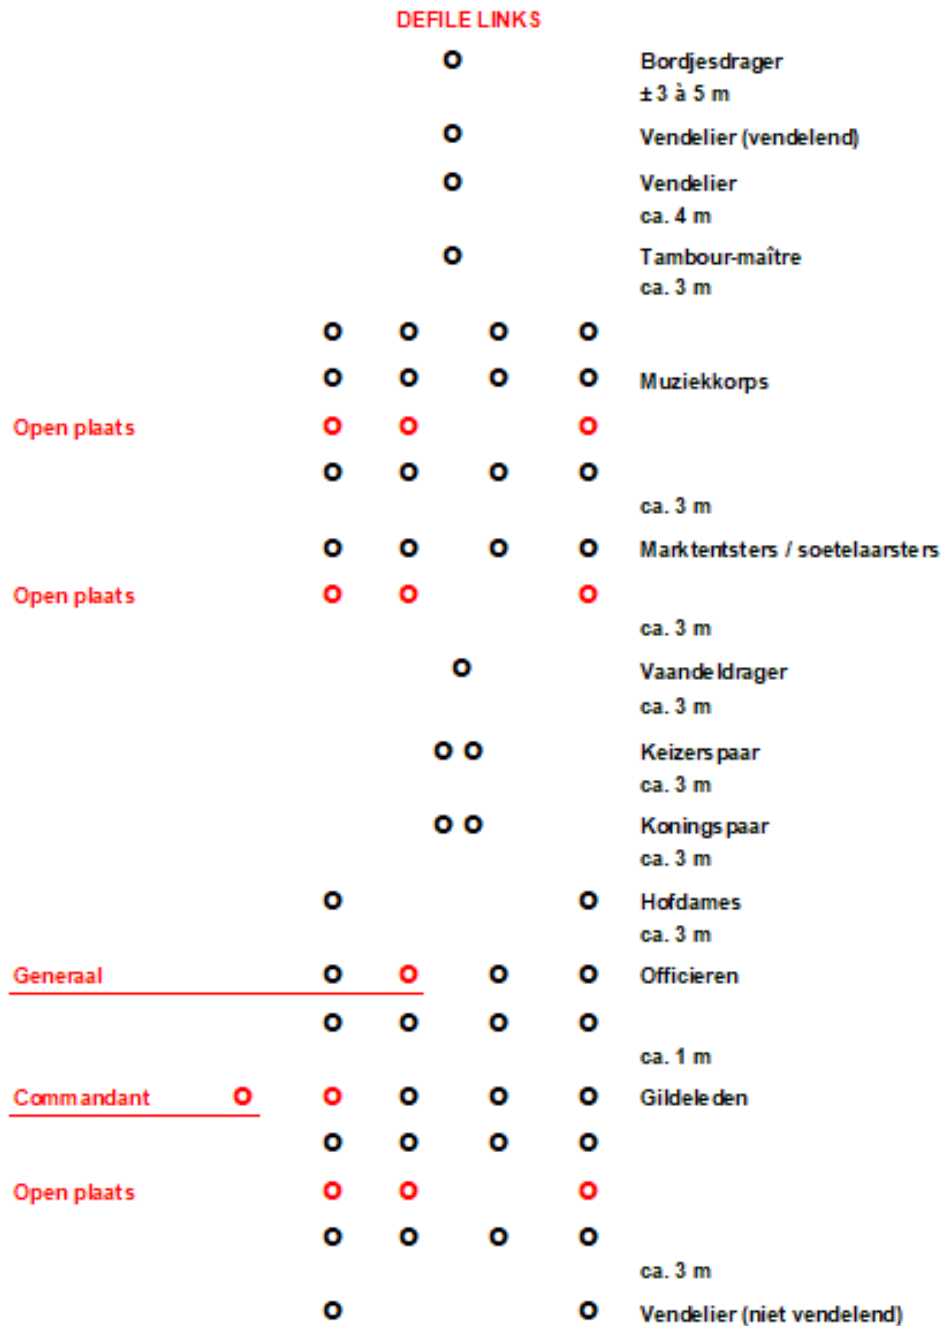 DEFILE LINKS
Bordjesdrager
± 3 à 5 m
Vendelier (vendelend)
Vendelier
ca. 4 m
Tambour-maître
ca. 3 m
Muziekkorps
Open plaats
ca. 3 m
Marktentsters / soetelaarsters
Open plaats
ca. 3 m
Vaandeldrager
ca. 3 m
Keizerspaar
ca. 3 m
Koningspaar
ca. 3 m
Hofdames
ca. 3 m
Generaal Officieren
ca. 1 m
Commandant Gildeleden
Open plaats
ca. 3 m
Vendelier (niet vendelend)